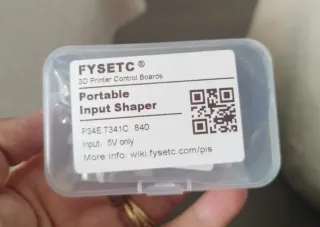 FYSETC ®
3D Printer Control Boards
Portable
Input Shaper
P34E.T341C S40
Input: 5V only
More info: wiki.fysetc.com/pis